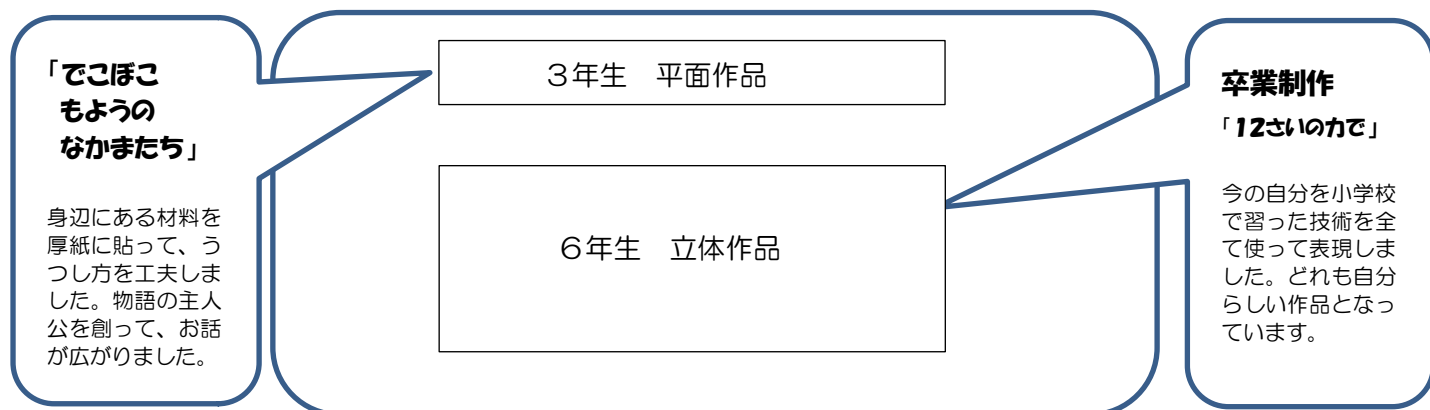 「でこぼこ
もようの
なかまたち」
身辺にある材料を
厚紙に貼って、う
つし方を工夫しま
した。物語の主人
公を創って、お話
が広がりました。
３年生　平面作品
６年生　立体作品
卒業制作
「12さいの力で」
今の自分を小学校
で習った技術を全
て使って表現しま
した。どれも自分
らしい作品となっ
ています。